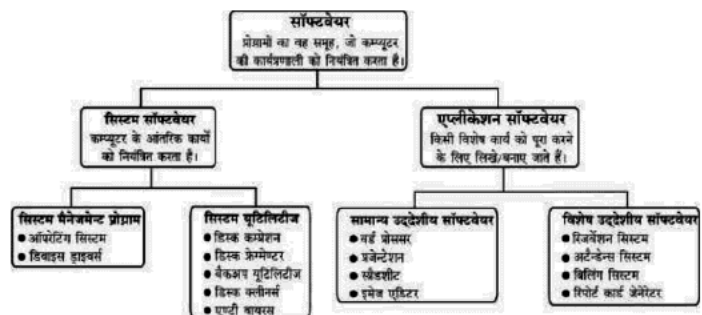 सॉफ्टवेयर
प्रोग्रामों का वह समूह, जो कम्प्यूटर
की कार्यप्रणाली को नियंत्रित करता है।
सिस्टम सॉफ्टवेयर
कम्प्यूटर के आंतरिक कार्यों
को नियंत्रित करता है।
एप्लीकेशन सॉफ्टवेयर
किसी विशेष कार्य को पूरा करने
के लिए लिखे/बनाए जाते हैं।
सिस्टम मैनेजमेन्ट प्रोग्राम
● ऑपरेटिंग सिस्टम
● डिवाइस ड्राइवर्स
सिस्टम यूटिलिटीज
● डिस्क कम्प्रेशन
● डिस्क फ्रेग्मेण्टर
● बैकअप यूटिलिटीज
● डिस्क क्लीनर्स
● एण्टी वायरस
सामान्य उद्देशीय सॉफ्टवेयर
● वर्ड प्रोसेसर
● प्रजेन्टेशन
● स्प्रैडशीट
● इमेज एडिटर
विशेष उद्देशीय सॉफ्टवेयर
● रिजर्वेशन सिस्टम
● अटैन्डेन्स सिस्टम
● बिलिंग सिस्टम
● रिपोर्ट कार्ड जेनेरेटर